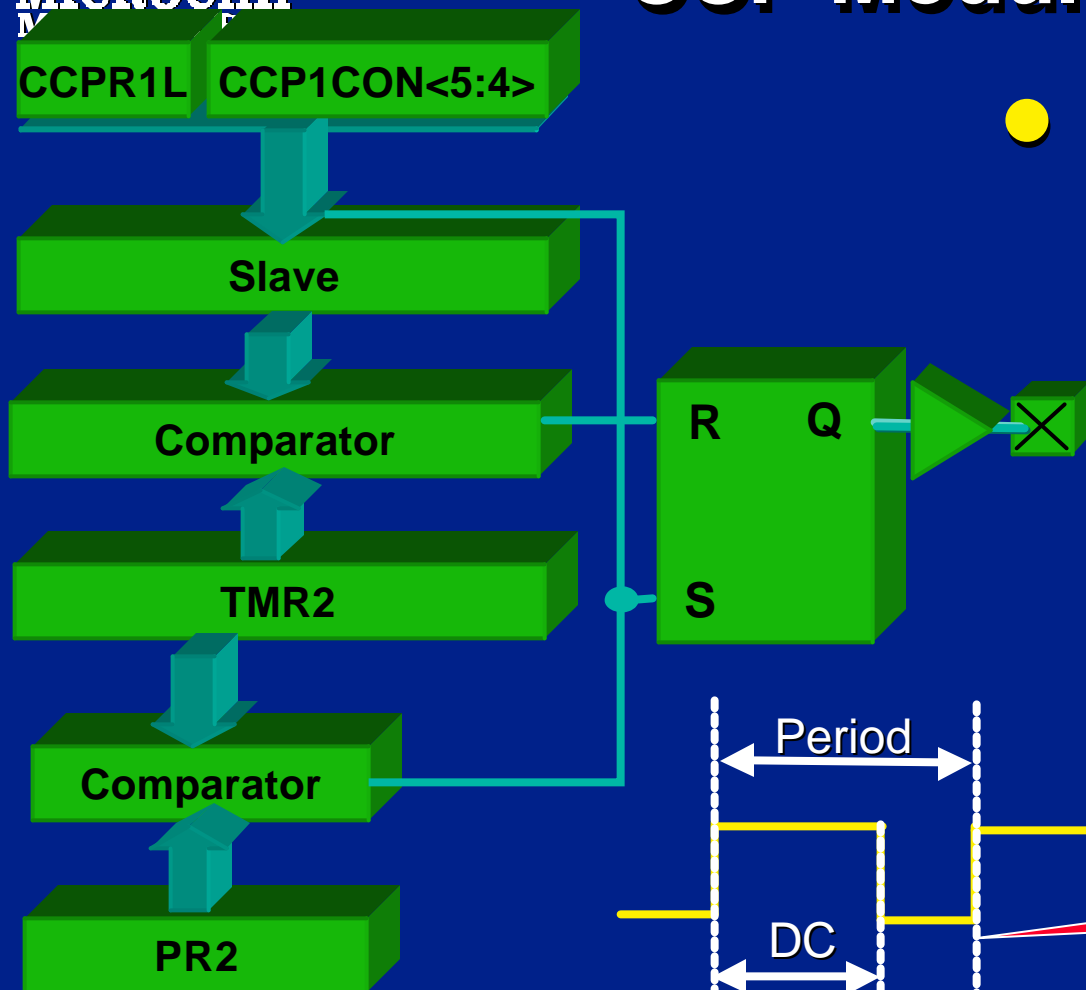 CCPR1L CCP1CON<5:4>
Slave
Comparator
R Q
TMR2
S
Period
Comparator
DC
PR2